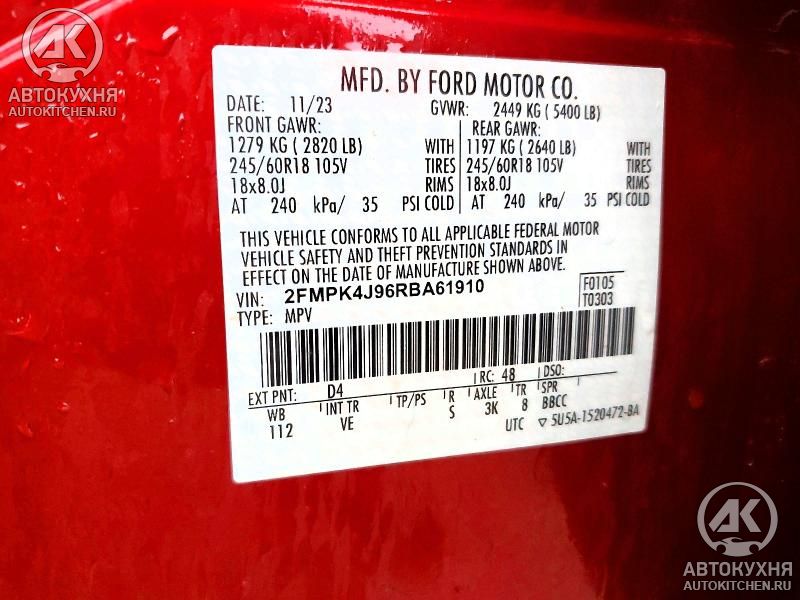 АК
АВТОКУХНЯ
AUTOKITCHEN.RU
MFD. BY FORD MOTOR CO.
DATE: 11/23 GVWR: 2449 KG ( 5400 LB)
FRONT GAWR: REAR GAWR:
1279 KG ( 2820 LB) WITH 1197 KG ( 2640 LB) WITH
245/60R18 105V TIRES 245/60R18 105V TIRES
18x8.0J RIMS 18x8.0J RIMS
AT 240 kPa/ 35 PSI COLD AT 240 kPa/ 35 PSI COLD
THIS VEHICLE CONFORMS TO ALL APPLICABLE FEDERAL MOTOR
VEHICLE SAFETY AND THEFT PREVENTION STANDARDS IN
EFFECT ON THE DATE OF MANUFACTURE SHOWN ABOVE.
VIN: 2FMPK4J96RBA61910 F0105
TYPE: MPV T0303
EXT PNT: D4 RC: 48 DSO:
WB INT TR TP/PS R AXLE TR SPR
112 VE S 3K 8 BBCC
UTC ▽ 5U5A-1520472-BA
АК
АВТОКУХНЯ
AUTOKITCHEN.RU